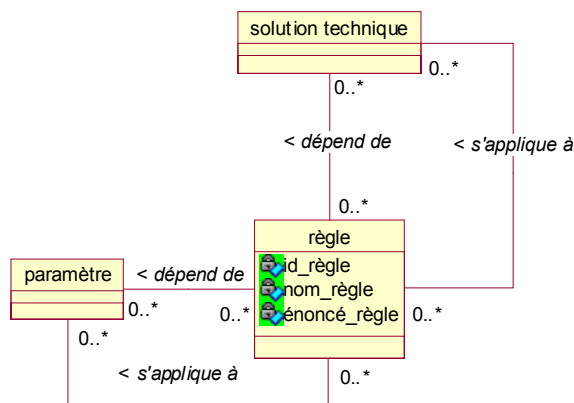 solution technique
0..*
0..*
< dépend de
< s'applique à
0..*
règle
id_règle
nom_règle
énoncé_règle
paramètre
< dépend de
0..*
0..*
0..*
0..*
< s'applique à
0..*